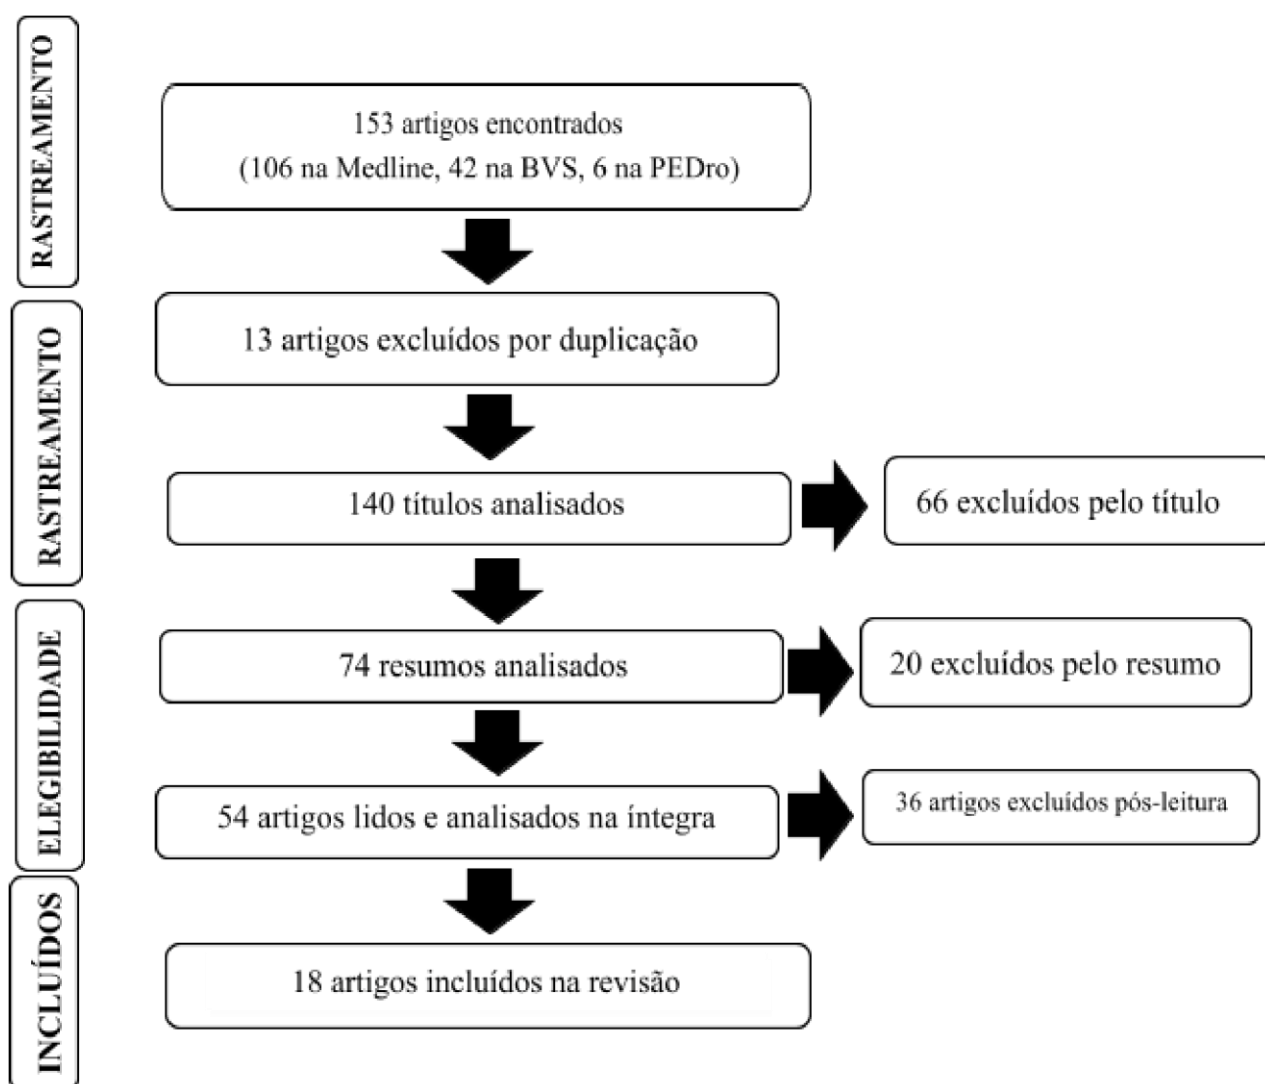 RASTREAMENTO
153 artigos encontrados
(106 na Medline, 42 na BVS, 6 na PEDro)
RASTREAMENTO
13 artigos excluídos por duplicação
140 títulos analisados
66 excluídos pelo título
ELEGIBILIDADE
74 resumos analisados
20 excluídos pelo resumo
54 artigos lidos e analisados na íntegra
36 artigos excluídos pós-leitura
INCLUÍDOS
18 artigos incluídos na revisão